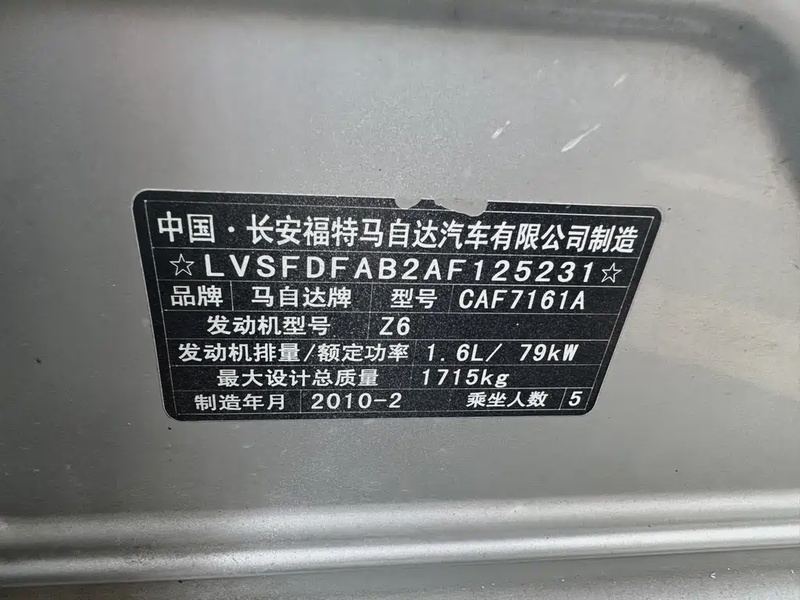 中国·长安福特马自达汽车有限公司制造
☆LVSFDFAB2AF125231☆
品牌 马自达牌 型号 CAF7161A
发动机型号 Z6
发动机排量/额定功率 1.6L/ 79kW
最大设计总质量 1715kg
制造年月 2010-2 乘坐人数 5